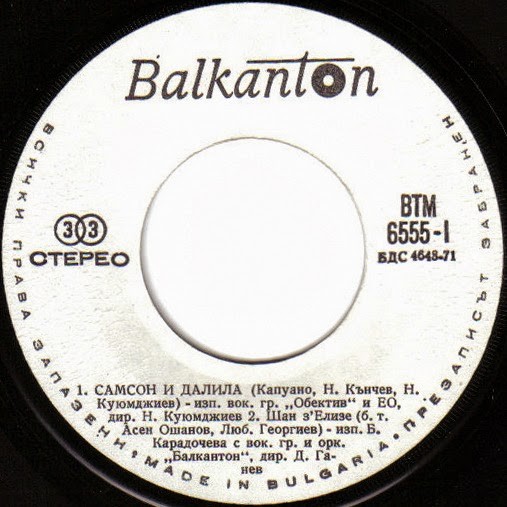 Balkanton
33
СТЕРЕО
ВТМ
6555-I
БДС 4643-71
1. САМСОН И ДАЛИЛА (Капуано, Н. Кънчев, Н.
Куюмджиев) - изп. вок. гр. „Обектив" и ЕО,
дир. Н. Куюмджиев 2. Шан з'Елизе (б. т.
Асен Ошанов, Люб. Георгиев) - изп. Б.
Карадочева с вок. гр. и орк.
„Балкантон", дир. Д. Га-
нев
ВСИЧКИ ПРАВА ЗАПАЗЕНИ • MADE IN BULGARIA • ПРЕЗАПИСЪТ ЗАБРАНЕН